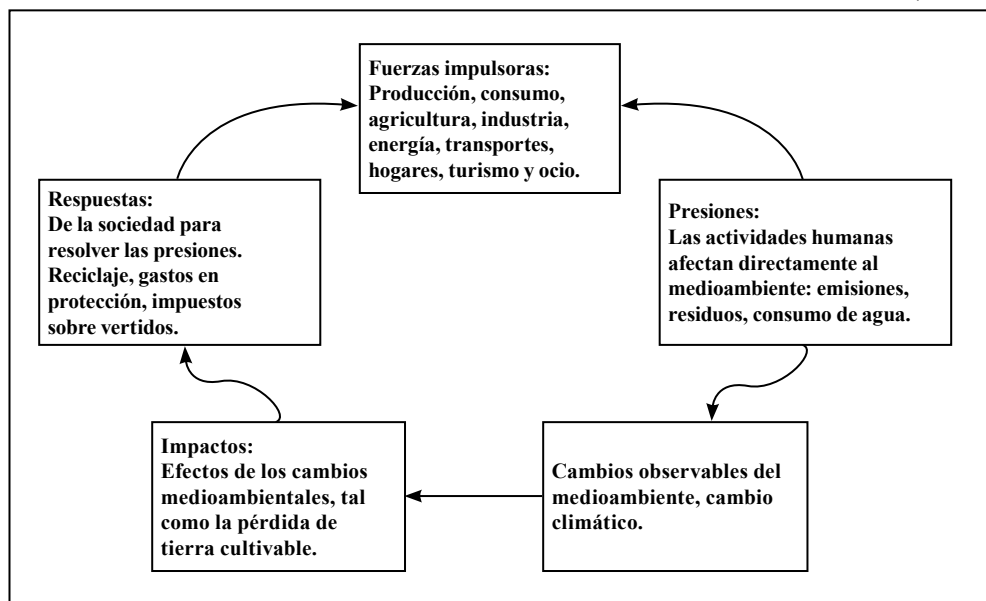 Fuerzas impulsoras:
Producción, consumo,
agricultura, industria,
energía, transportes,
hogares, turismo y ocio.
Respuestas:
De la sociedad para
resolver las presiones.
Reciclaje, gastos en
protección, impuestos
sobre vertidos.
Presiones:
Las actividades humanas
afectan directamente al
medioambiente: emisiones,
residuos, consumo de agua.
Impactos:
Efectos de los cambios
medioambientales, tal
como la pérdida de
tierra cultivable.
Cambios observables del
medioambiente, cambio
climático.